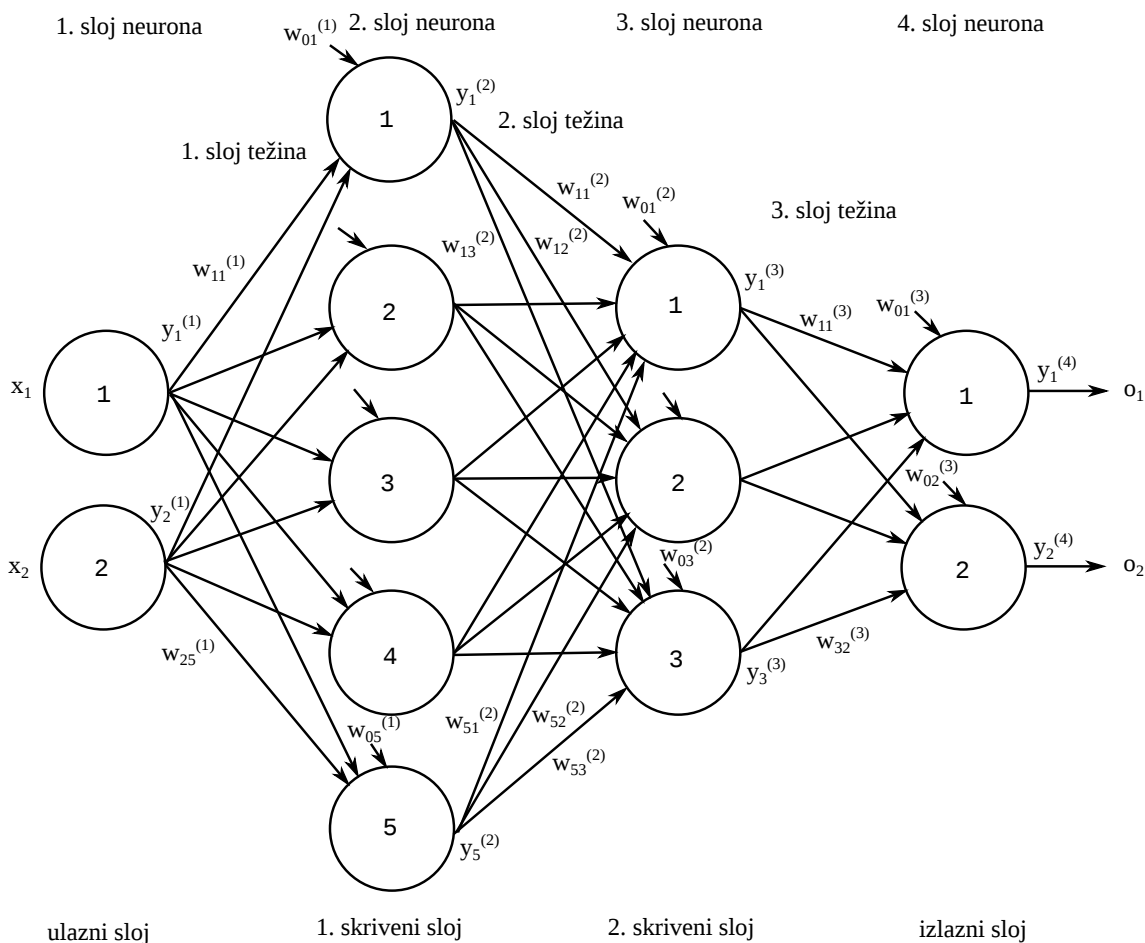 1. sloj neurona
2. sloj neurona
3. sloj neurona
4. sloj neurona
w01(1)
y1(2)
1
2. sloj težina
1. sloj težina
w11(2)
w01(2)
3. sloj težina
w13(2)
w12(2)
w11(1)
y1(3)
2
1
w01(3)
y1(1)
w11(3)
y1(4)
x1
1
1
o1
w02(3)
3
2
y2(1)
y2(4)
w03(2)
x2
2
2
o2
w25(1)
4
3
w32(3)
y3(3)
w51(2)
w52(2)
w05(1)
w53(2)
5
y5(2)
ulazni sloj
1. skriveni sloj
2. skriveni sloj
izlazni sloj